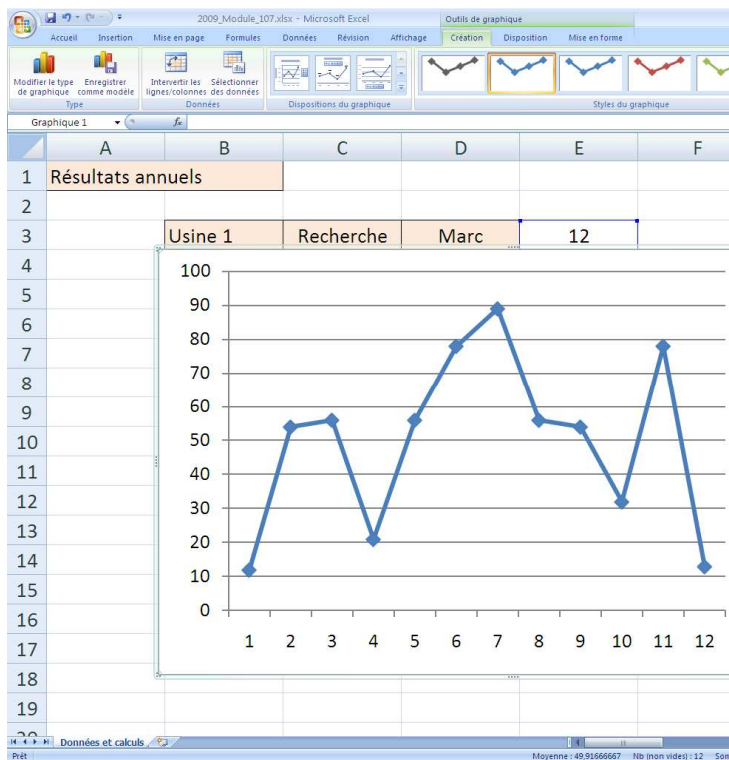 2009_Module_107.xlsx - Microsoft Excel
Outils de graphique
Accueil Insertion Mise en page Formules Données Révision Affichage Création Disposition Mise en forme
Modifier le type de graphique
Enregistrer comme modèle
Type
Intervertir les lignes/colonnes
Sélectionner des données
Données
Dispositions du graphique
Styles du graphique
Graphique 1
fx
A B C D E F
1 Résultats annuels
2
3 Usine 1 Recherche Marc 12
4
5
6
7
8
9
10
11
12
13
14
15
16
17
18
19
100
90
80
70
60
50
40
30
20
10
0
1 2 3 4 5 6 7 8 9 10 11 12
Données et calculs
Prêt
Moyenne : 49,91666667 Nb (non vides) : 12